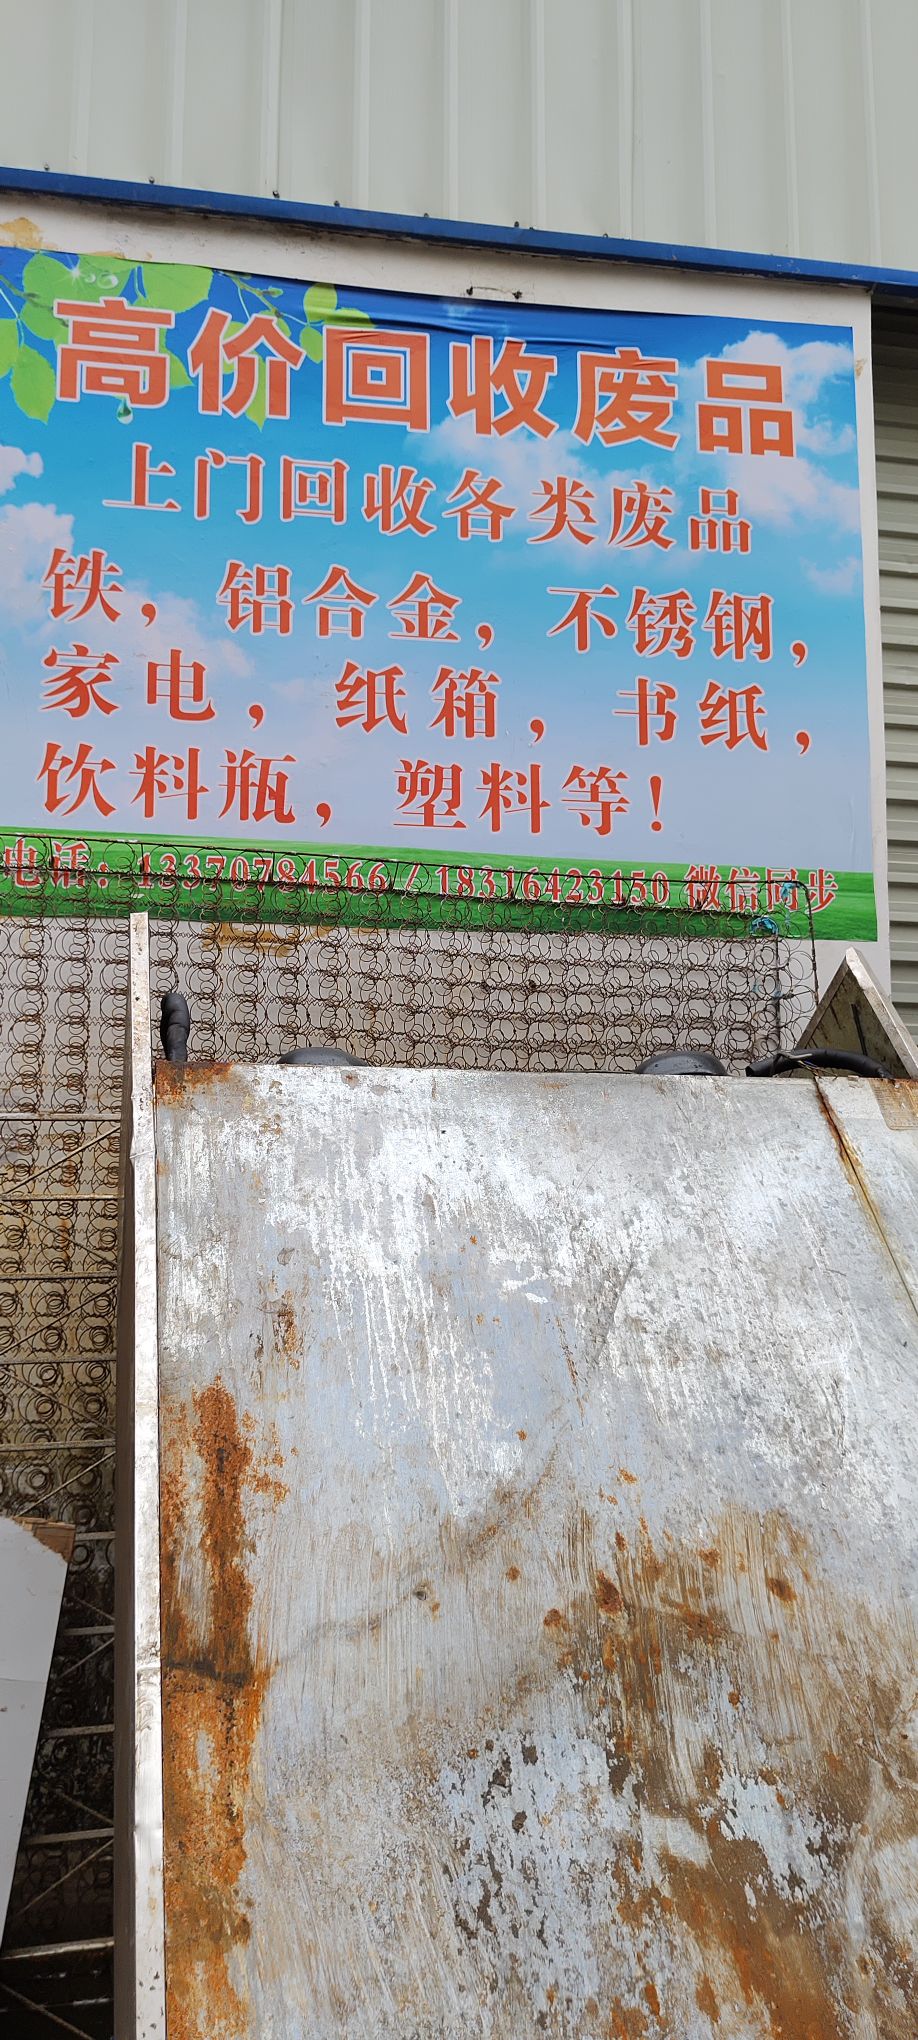 高价回收废品
上门回收各类废品
铁，铝合金，不锈钢，
家电，纸箱，书纸，
饮料瓶，塑料等！
电话：13370784566 / 18316423150 微信同步